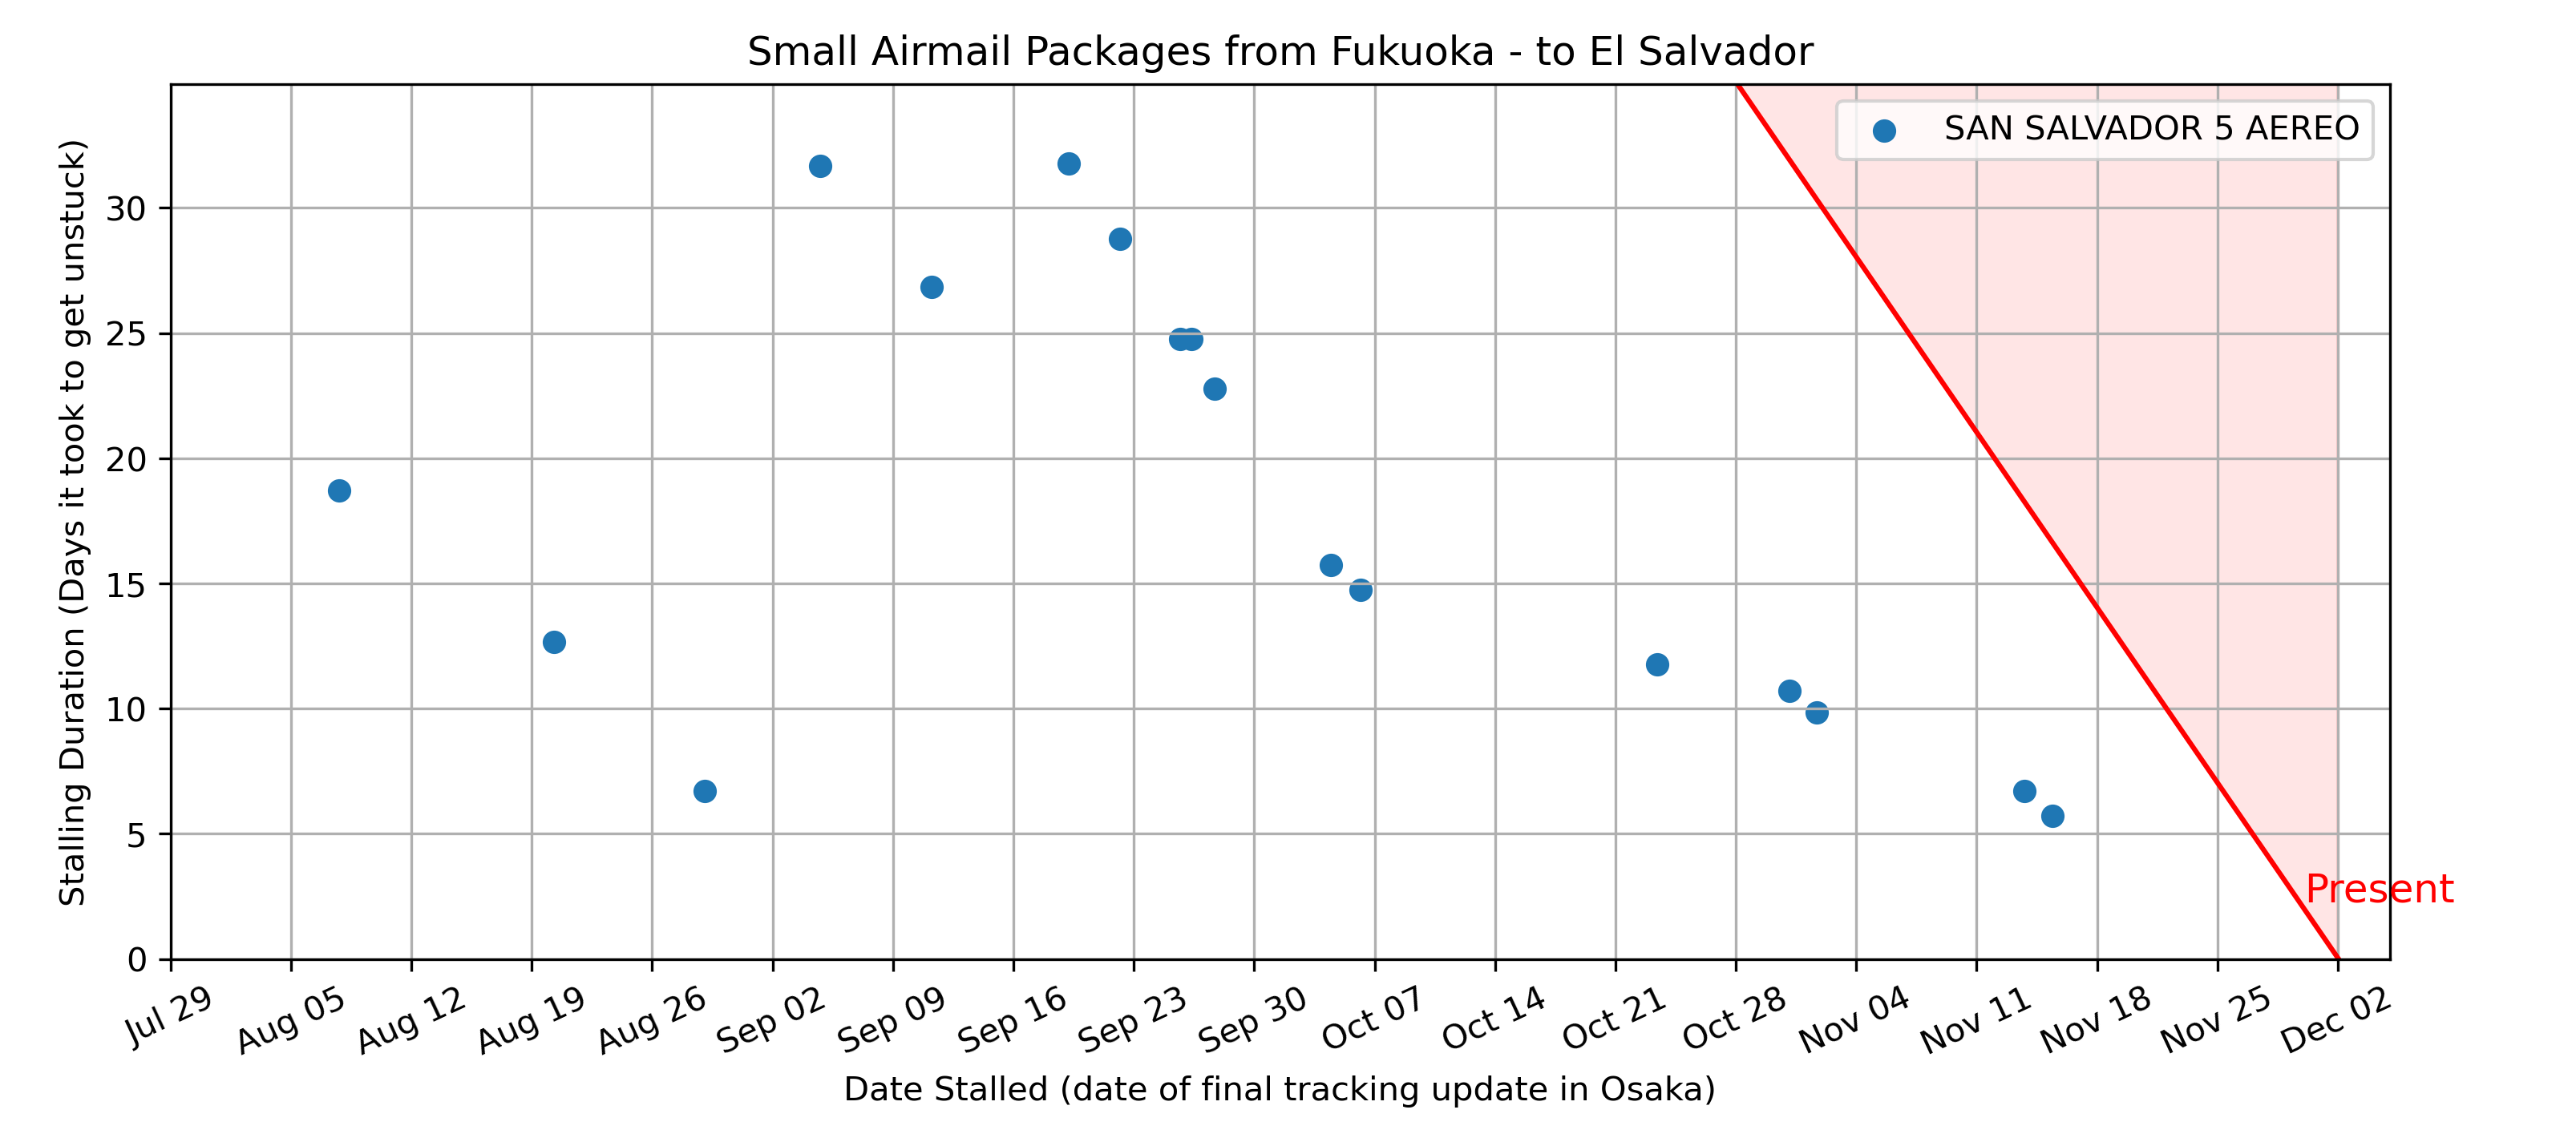 Small Airmail Packages from Fukuoka - to El Salvador
SAN SALVADOR 5 AEREO
Stalling Duration (Days it took to get unstuck)
30
25
20
15
10
5
0
Present
Jul 29
Aug 05
Aug 12
Aug 19
Aug 26
Sep 02
Sep 09
Sep 16
Sep 23
Sep 30
Oct 07
Oct 14
Oct 21
Oct 28
Nov 04
Nov 11
Nov 18
Nov 25
Dec 02
Date Stalled (date of final tracking update in Osaka)